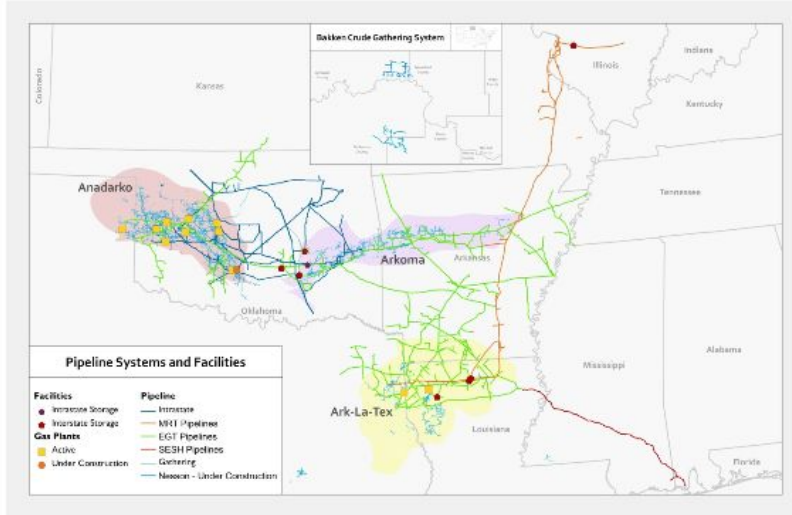 Bakken Crude Gathering System
Colorado
Kansas
Illinois
Indiana
Kentucky
Anadarko
Tennessee
Arkoma
Arkansas
Oklahoma
Mississippi
Alabama
Ark-La-Tex
Louisiana
Florida
Pipeline Systems and Facilities
Facilities
Intrastate Storage
Interstate Storage
Gas Plants
Active
Under Construction
Pipeline
Intrastate
MRT Pipelines
EGT Pipelines
SESH Pipelines
Gathering
Nesson - Under Construction